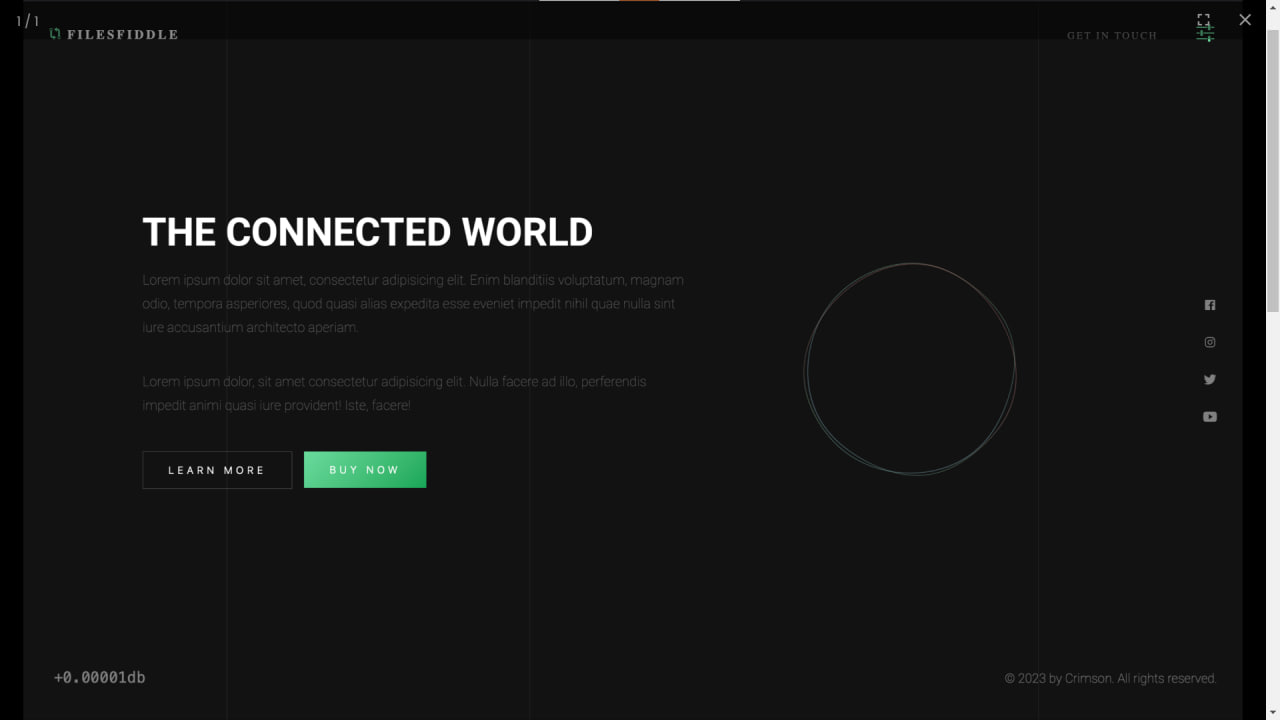 1 / 1
FILESFIDDLE
GET IN TOUCH
THE CONNECTED WORLD
Lorem ipsum dolor sit amet, consectetur adipisicing elit. Enim blanditiis voluptatum, magnam
odio, tempora asperiores, quod quasi alias expedita esse eveniet impedit nihil quae nulla sint
iure accusantium architecto aperiam.
Lorem ipsum dolor, sit amet consectetur adipisicing elit. Nulla facere ad illo, perferendis
impedit animi quasi iure provident! Iste, facere!
LEARN MORE
BUY NOW
+0.00001db
© 2023 by Crimson. All rights reserved.